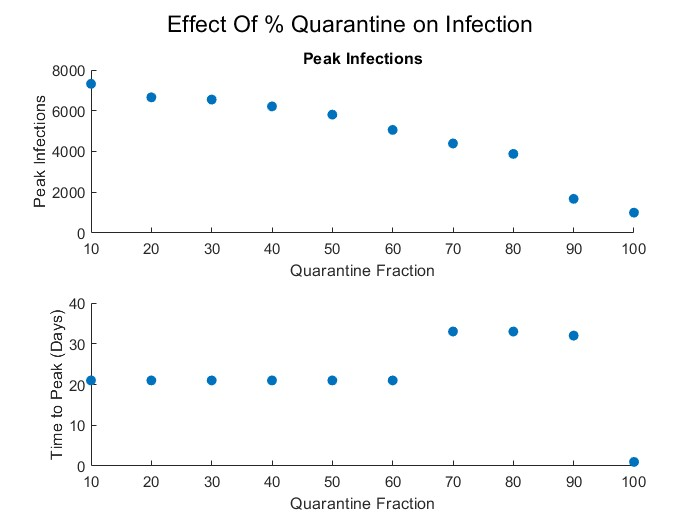 Effect Of % Quarantine on Infection
Peak Infections
8000
6000
4000
2000
0
Peak Infections
10 20 30 40 50 60 70 80 90 100
Quarantine Fraction
40
30
20
10
0
Time to Peak (Days)
10 20 30 40 50 60 70 80 90 100
Quarantine Fraction